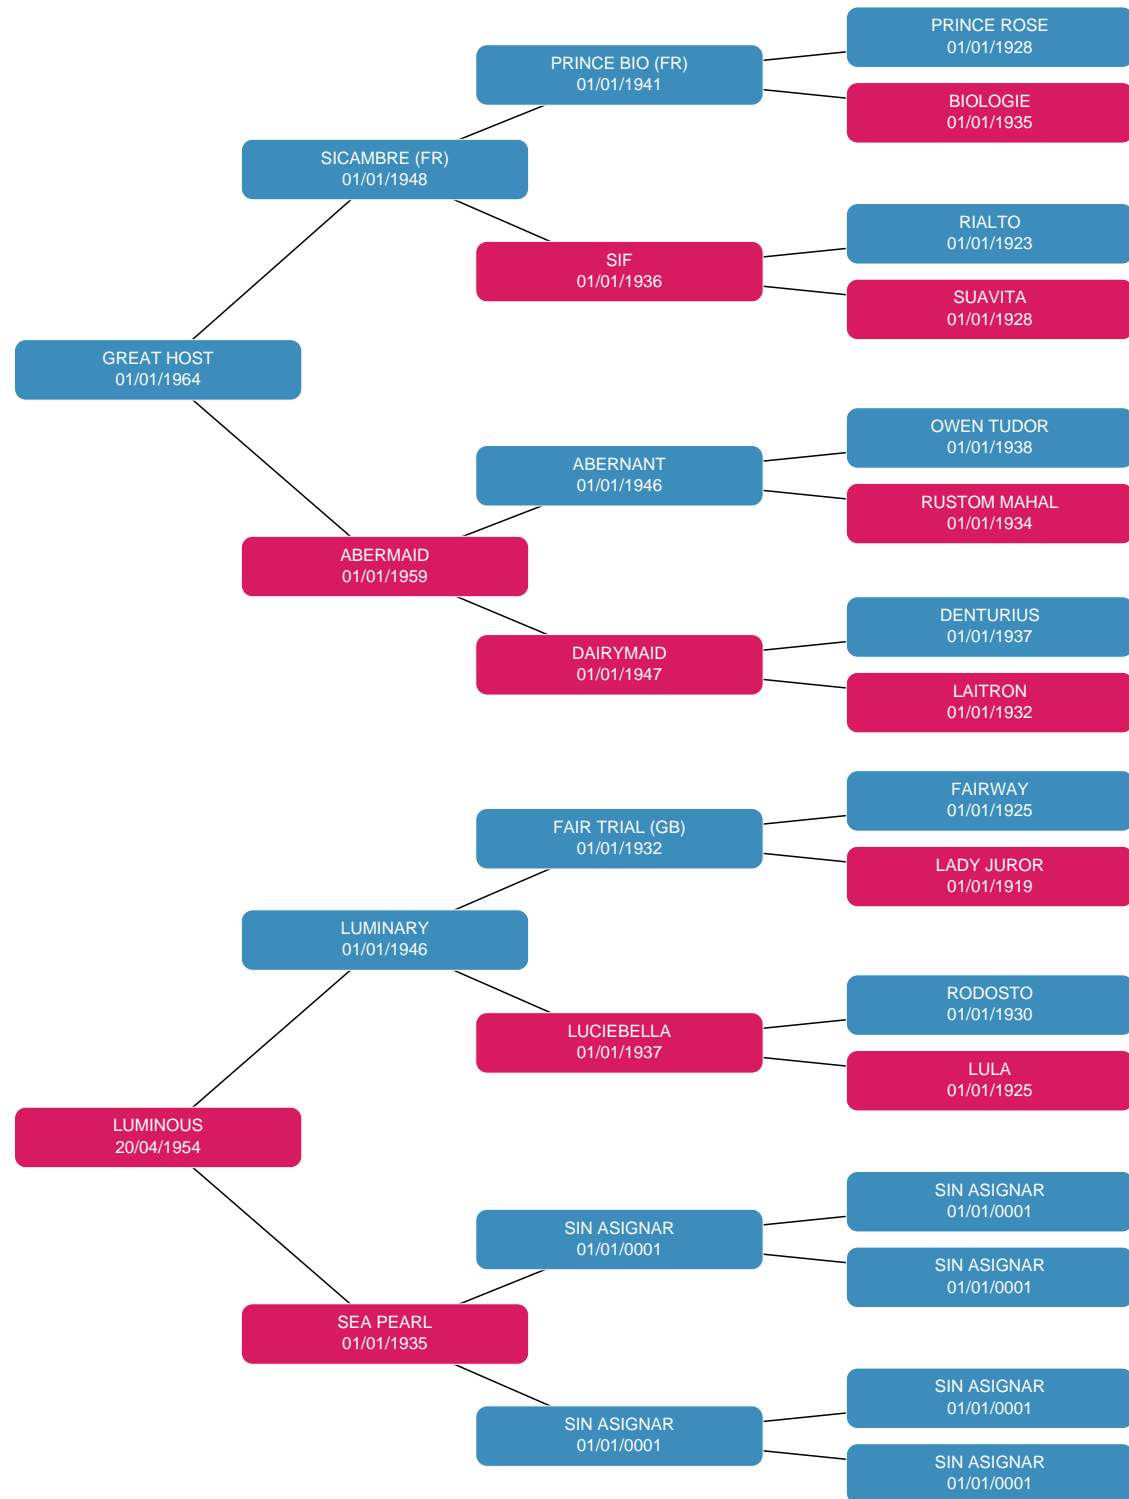 PRINCE ROSE
01/01/1928
PRINCE BIO (FR)
01/01/1941
BIOLOGIE
01/01/1935
SICAMBRE (FR)
01/01/1948
RIALTO
01/01/1923
SIF
01/01/1936
SUAVITA
01/01/1928
GREAT HOST
01/01/1964
OWEN TUDOR
01/01/1938
ABERNANT
01/01/1946
RUSTOM MAHAL
01/01/1934
ABERMAID
01/01/1959
DENTURIUS
01/01/1937
DAIRYMAID
01/01/1947
LAITRON
01/01/1932
FAIRWAY
01/01/1925
FAIR TRIAL (GB)
01/01/1932
LADY JUROR
01/01/1919
LUMINARY
01/01/1946
RODOSTO
01/01/1930
LUCIEBELLA
01/01/1937
LULA
01/01/1925
LUMINOUS
20/04/1954
SIN ASIGNAR
01/01/0001
SIN ASIGNAR
01/01/0001
SIN ASIGNAR
01/01/0001
SEA PEARL
01/01/1935
SIN ASIGNAR
01/01/0001
SIN ASIGNAR
01/01/0001
SIN ASIGNAR
01/01/0001